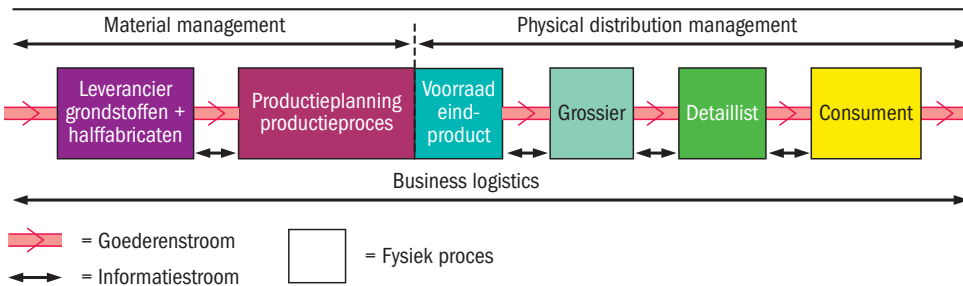 Material management
Physical distribution management
Leverancier
grondstoffen +
halffabricaten
Productieplanning
productieproces
Voorraad
eind-
product
Grossier
Detaillist
Consument
Business logistics
= Goederenstroom
= Informatiestroom
= Fysiek proces